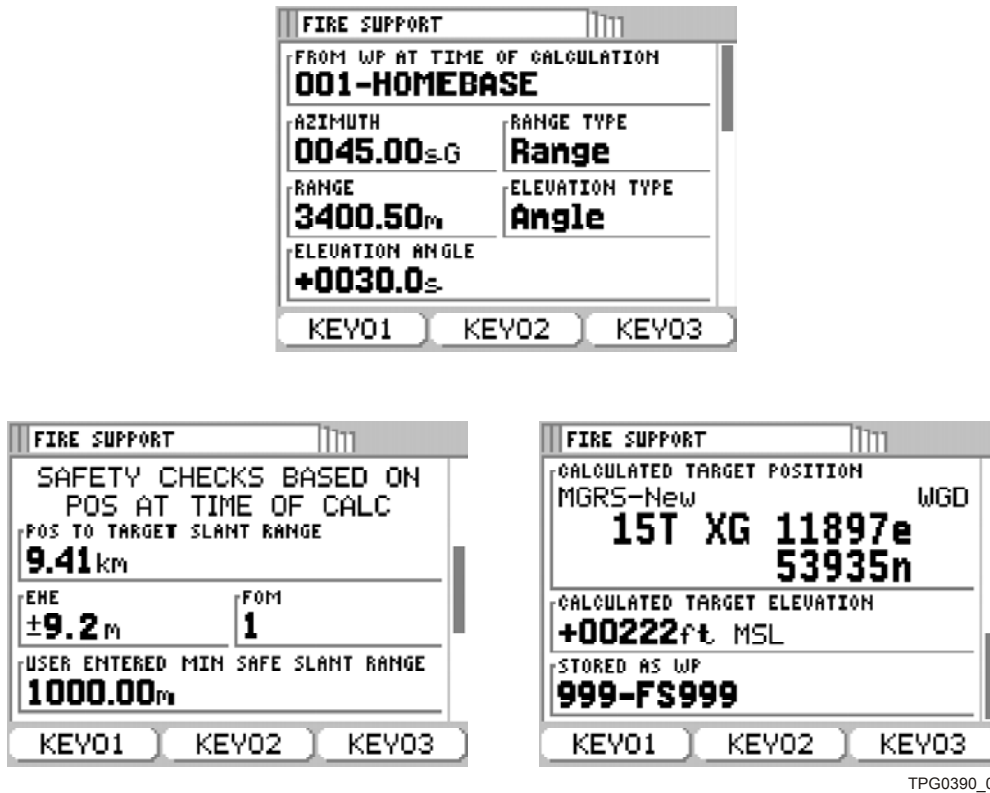 FIRE SUPPORT
FROM WP AT TIME OF CALCULATION
001-HOMEBASE
AZIMUTH
0045.00s-G
RANGE TYPE
Range
RANGE
3400.50m
ELEVATION TYPE
Angle
ELEVATION ANGLE
+0030.0s-
KEY01 KEY02 KEY03
FIRE SUPPORT
SAFETY CHECKS BASED ON
POS AT TIME OF CALC
POS TO TARGET SLANT RANGE
9.41km
EHE
±9.2m
FOM
1
USER ENTERED MIN SAFE SLANT RANGE
1000.00m
KEY01 KEY02 KEY03
FIRE SUPPORT
CALCULATED TARGET POSITION
MGRS-New WGD
15T XG 11897e
53935n
CALCULATED TARGET ELEVATION
+00222ft MSL
STORED AS WP
999-FS999
KEY01 KEY02 KEY03